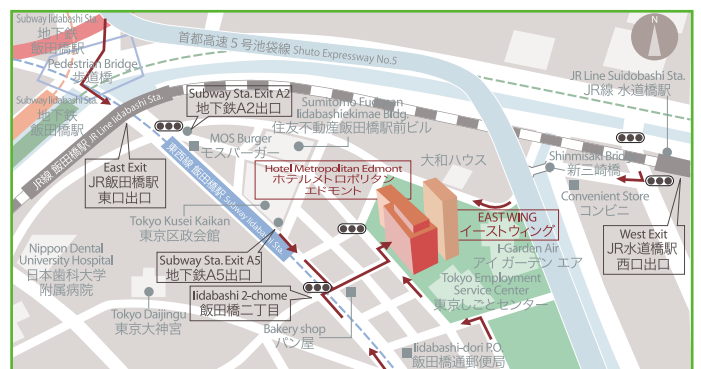 Subway Iidabashi Sta.
地下鉄
飯田橋駅
Pedestrian Bridge
歩道橋
首都高速5号池袋線 Shuto Expressway No.5
N
JR Line Suidobashi Sta.
JR線 水道橋駅
Subway Iidabashi Sta.
地下鉄
飯田橋駅
JR線 飯田橋駅 JR Line Iidabashi Sta.
Subway Sta. Exit A2
地下鉄A2出口
Sumitomo Fudosan
Iidabashiekimae Bldg.
住友不動産飯田橋駅前ビル
MOS Burger
モスバーガー
East Exit
JR飯田橋駅
東口出口
東西線 飯田橋駅 Subway Iidabashi Sta.
Hotel Metropolitan Edmont
ホテルメトロポリタン
エドモント
大和ハウス
Shinmisaki Bridge
新三崎橋
Convenient Store
コンビニ
West Exit
JR水道橋駅
西口出口
EAST WING
イーストウィング
Tokyo Kusei Kaikan
東京区政会館
Subway Sta. Exit A5
地下鉄A5出口
I-Garden Air
アイ ガーデン エア
Tokyo Employment
Service Center
東京しごとセンター
Nippon Dental
University Hospital
日本歯科大学
附属病院
Iidabashi 2-chome
飯田橋二丁目
Tokyo Daijingu
東京大神宮
Bakery shop
パン屋
Iidabashi-dori P.O.
飯田橋通郵便局